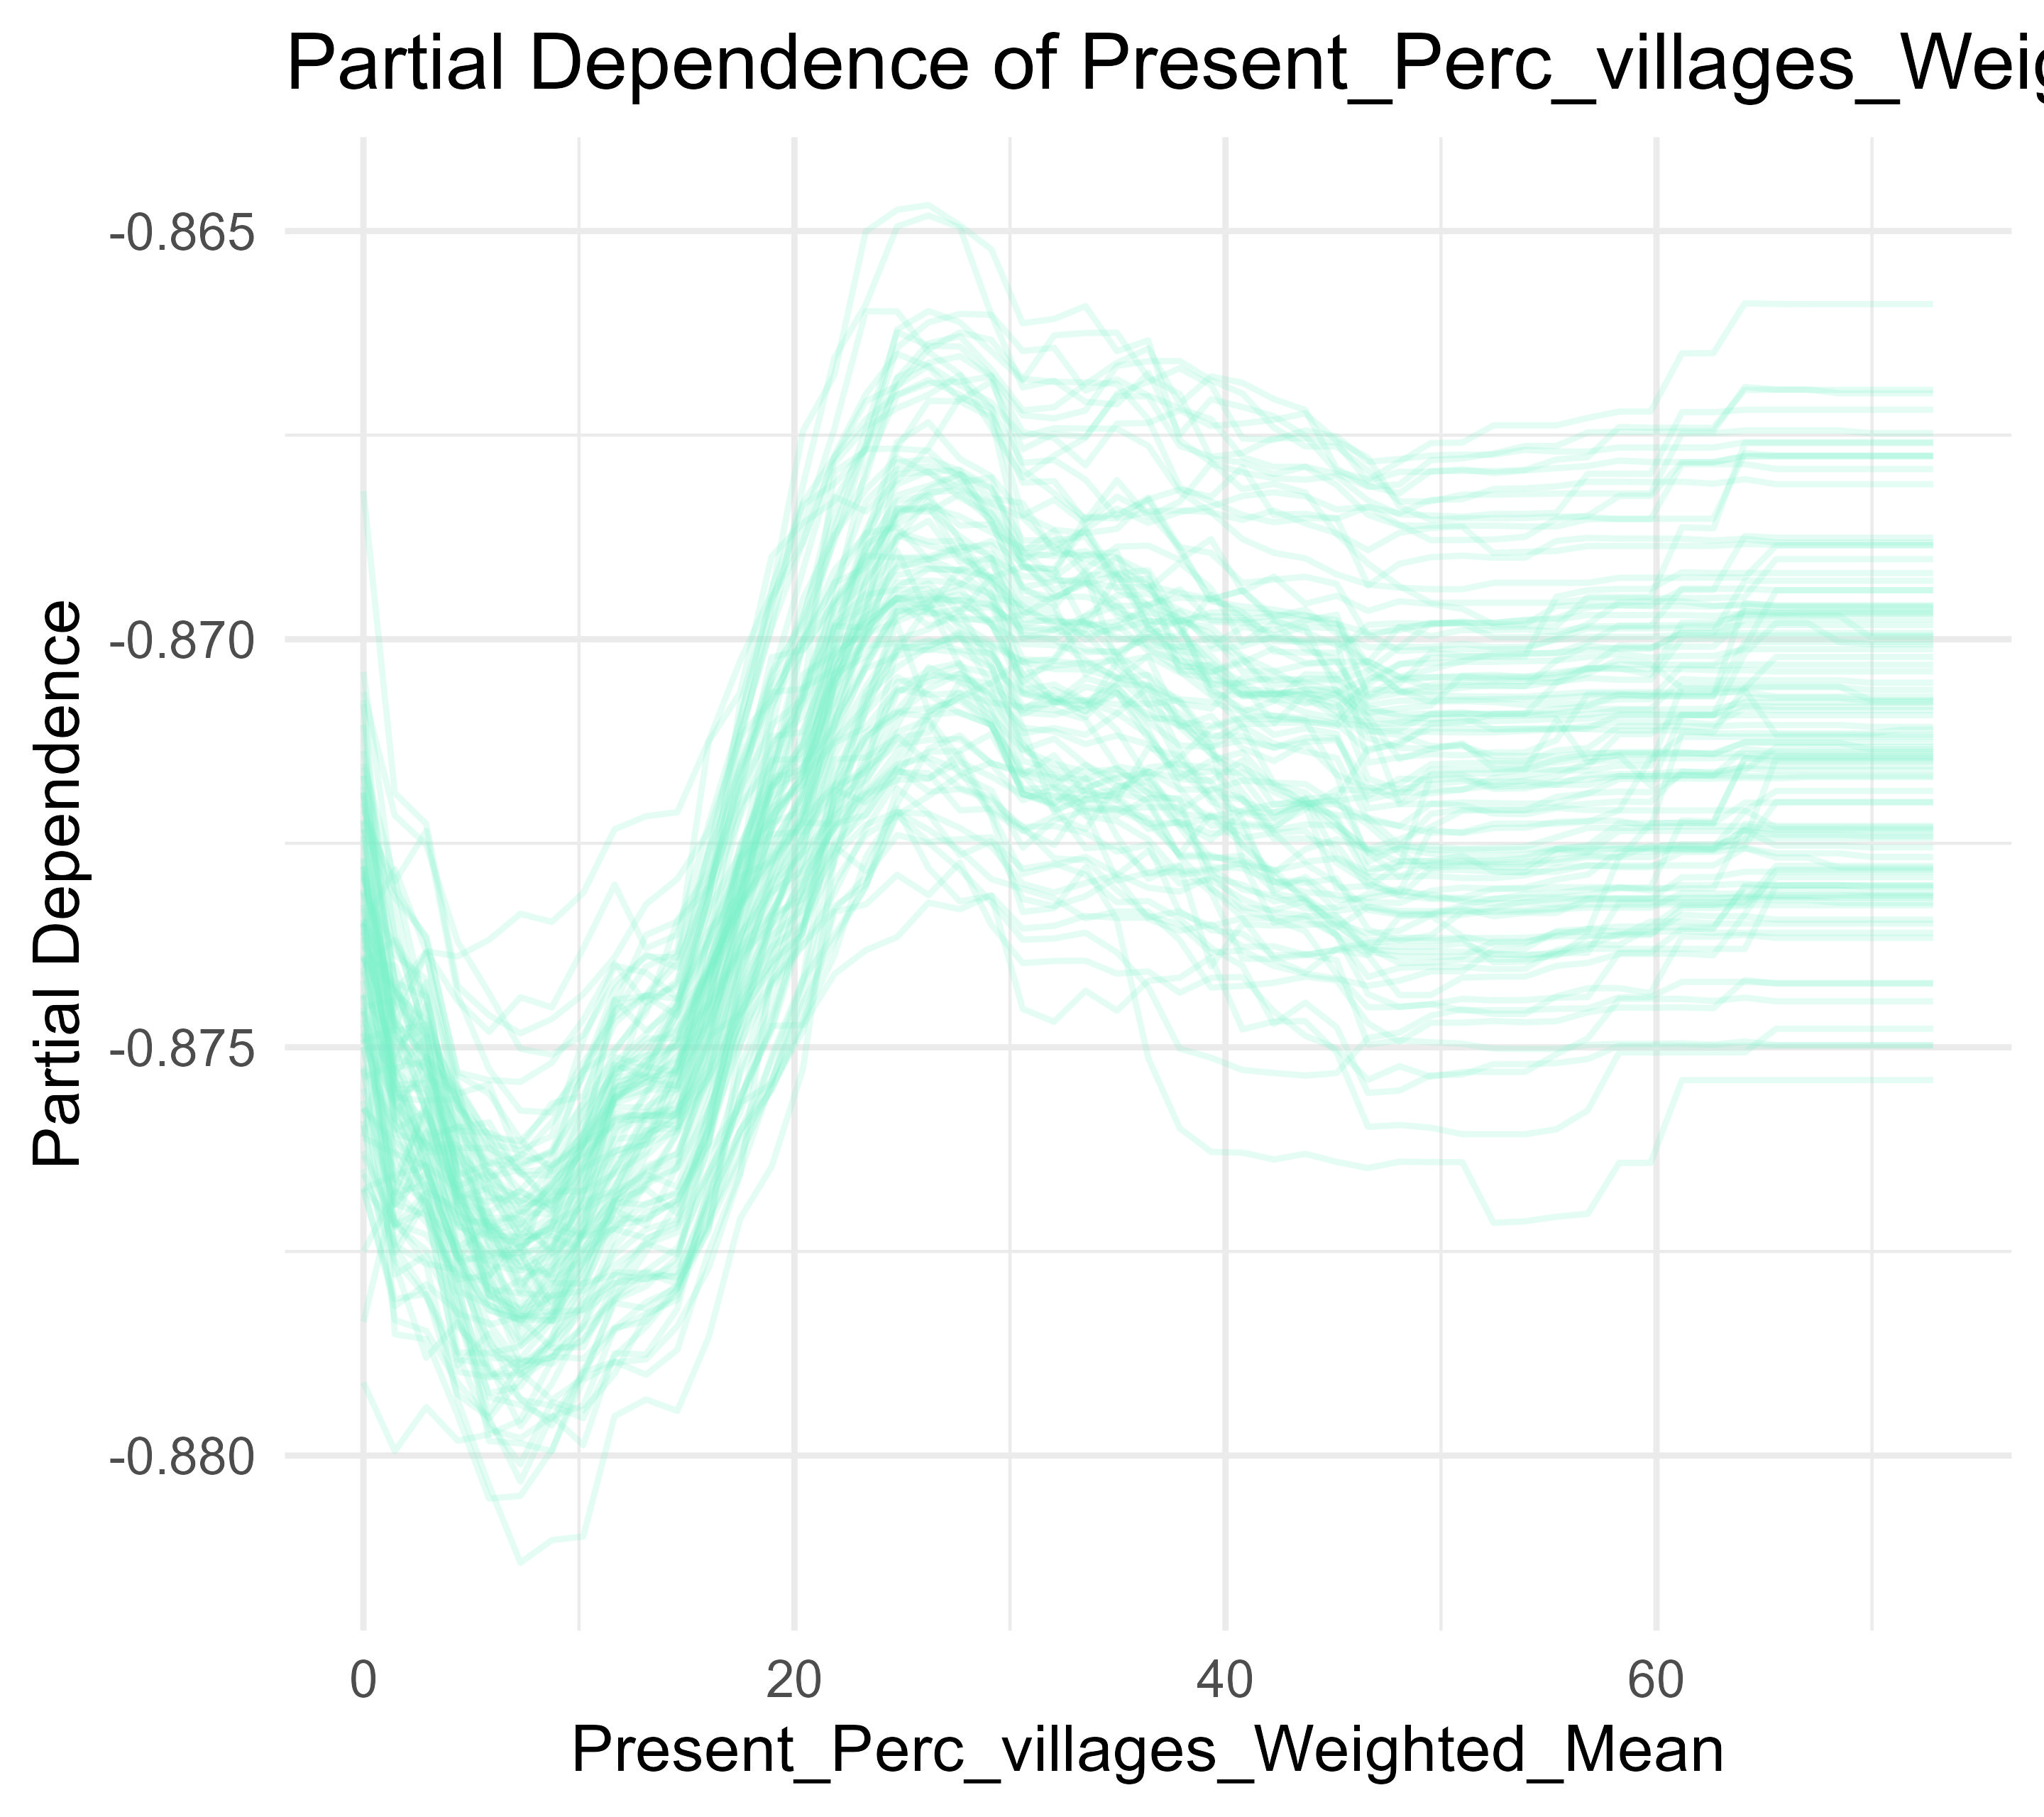 Partial Dependence of Present_Perc_villages_Weig
-0.865
-0.870
-0.875
-0.880
Partial Dependence
0 20 40 60
Present_Perc_villages_Weighted_Mean